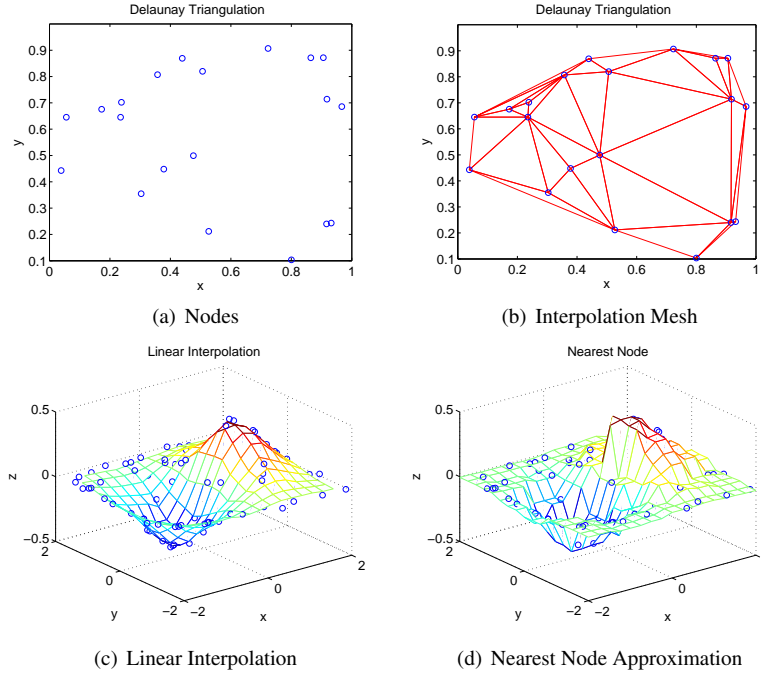 Delaunay Triangulation
0.9
0.8
0.7
0.6
0.5
0.4
0.3
0.2
0.1
y
0 0.2 0.4 0.6 0.8 1
x
(a) Nodes
Delaunay Triangulation
0.9
0.8
0.7
0.6
0.5
0.4
0.3
0.2
0.1
y
0 0.2 0.4 0.6 0.8 1
x
(b) Interpolation Mesh
Linear Interpolation
0.5
0
−0.5
z
2
0
−2
y
−2
0
2
x
(c) Linear Interpolation
Nearest Node
0.5
0
−0.5
z
2
0
−2
y
−2
0
x
(d) Nearest Node Approximation